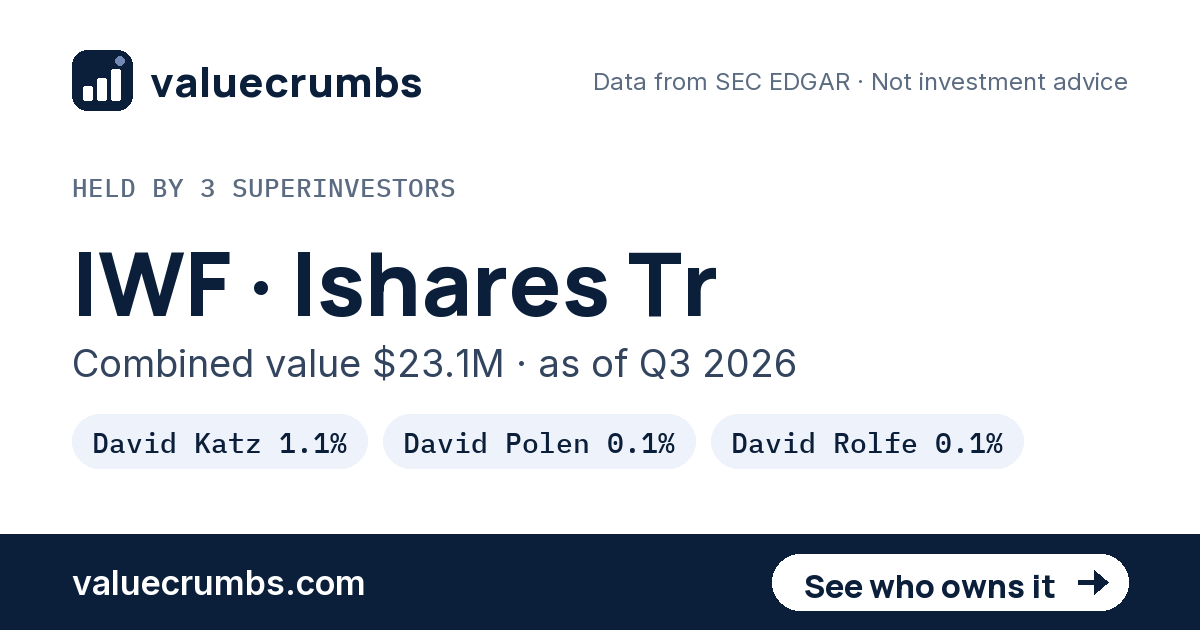 valuecrumbs
Data from SEC EDGAR · Not investment advice
HELD BY 3 SUPERINVESTORS
IWF · Ishares Tr
Combined value $23.1M · as of Q3 2026
David Katz 1.1%
David Polen 0.1%
David Rolfe 0.1%
valuecrumbs.com
See who owns it →